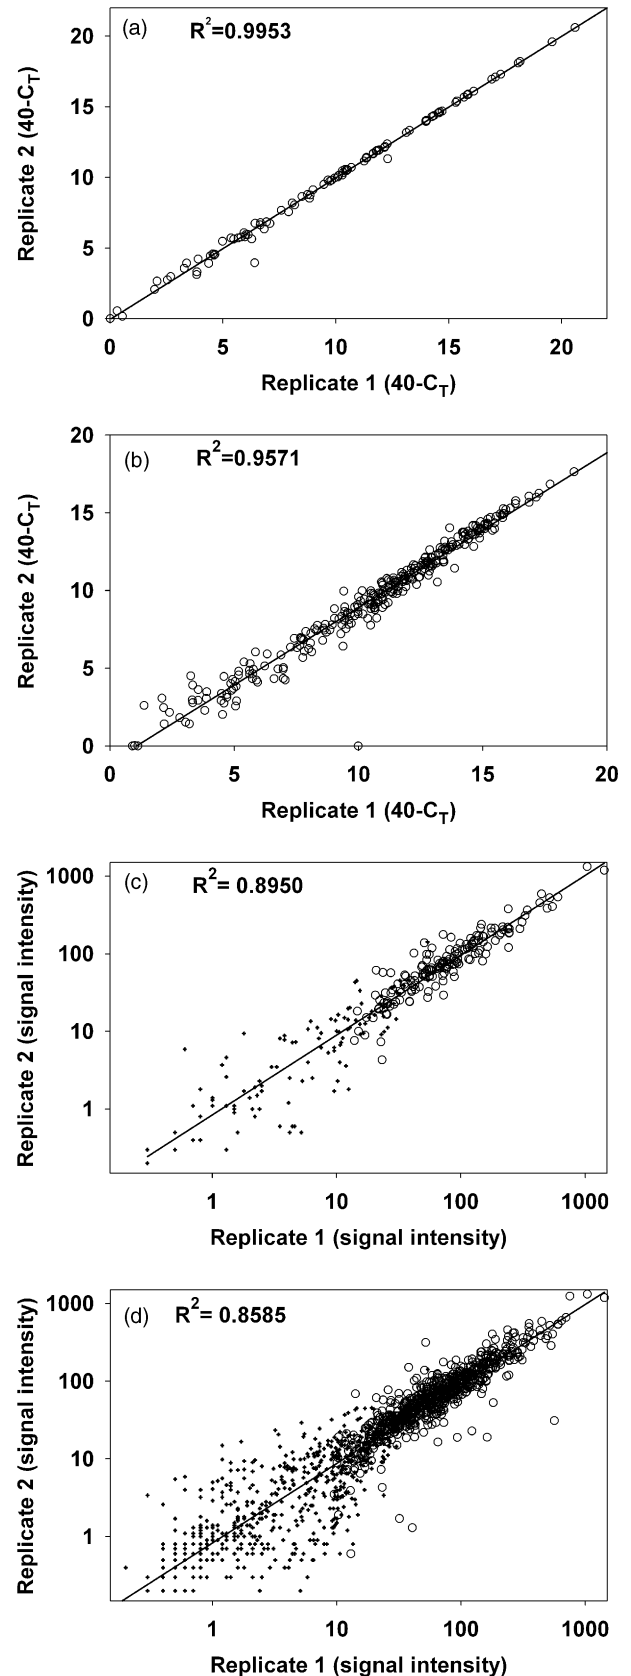 (a) R²=0.9953
20
15
10
5
0
Replicate 2 (40-C_T)
0 5 10 15 20
Replicate 1 (40-C_T)
(b) R²=0.9571
20
15
10
5
0
Replicate 2 (40-C_T)
0 5 10 15 20
Replicate 1 (40-C_T)
(c) R²= 0.8950
1000
100
10
1
Replicate 2 (signal intensity)
1 10 100 1000
Replicate 1 (signal intensity)
(d) R²= 0.8585
1000
100
10
1
Replicate 2 (signal intensity)
1 10 100 1000
Replicate 1 (signal intensity)